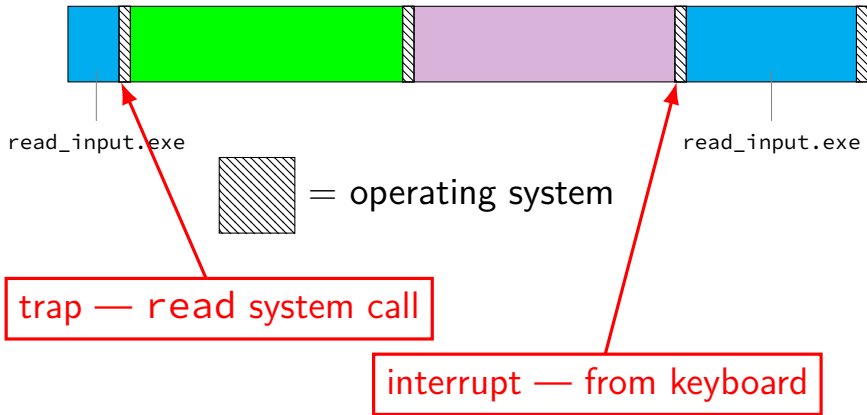 read_input.exe
read_input.exe
= operating system
trap — read system call
interrupt — from keyboard